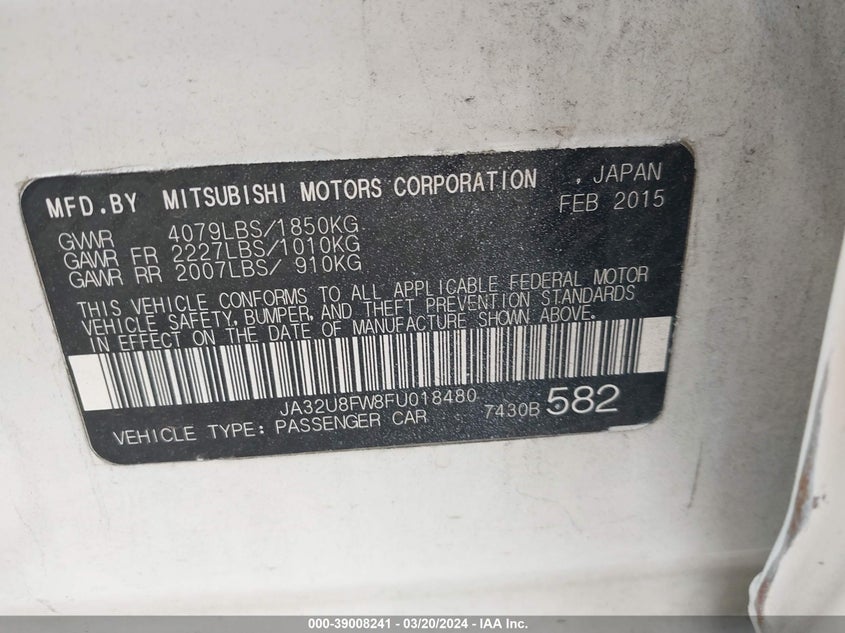 MFD.BY MITSUBISHI MOTORS CORPORATION , JAPAN
FEB 2015
GVWR 4079LBS/1850KG
GAWR FR 2227LBS/1010KG
GAWR RR 2007LBS/ 910KG
THIS VEHICLE CONFORMS TO ALL APPLICABLE FEDERAL MOTOR
VEHICLE SAFETY, BUMPER, AND THEFT PREVENTION STANDARDS
IN EFFECT ON THE DATE OF MANUFACTURE SHOWN ABOVE.
JA32U8FW8FU018480
7430B 582
VEHICLE TYPE: PASSENGER CAR
000-39008241 - 03/20/2024 - IAA Inc.